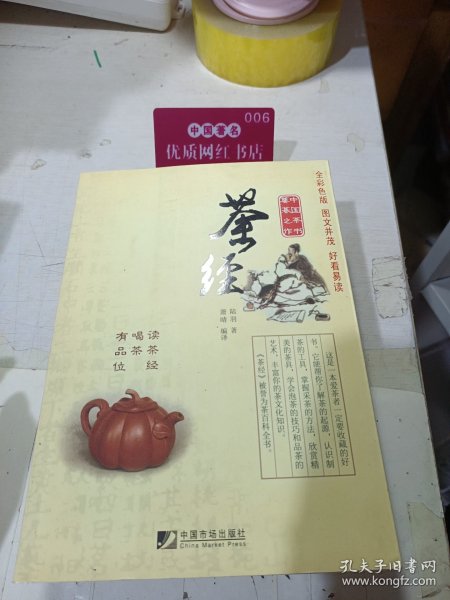 006
中国著名
优质网红书店
全彩色版 图文并茂 好看易读
中国茶书
奠基之作
茶经
陆羽 著
萧晴 编译
读茶经
喝茶
有品位
这是一本爱茶者一定要收藏的好
书，它能帮你了解茶的起源，认识制
茶的工具，掌握采茶的方法，欣赏精
美的茶具，学会泡茶的技巧和品茶的
艺术，丰富你的茶文化知识。
《茶经》被誉为茶百科全书。
中国市场出版社
China Market Press
孔夫子旧书网
www.kongfz.com